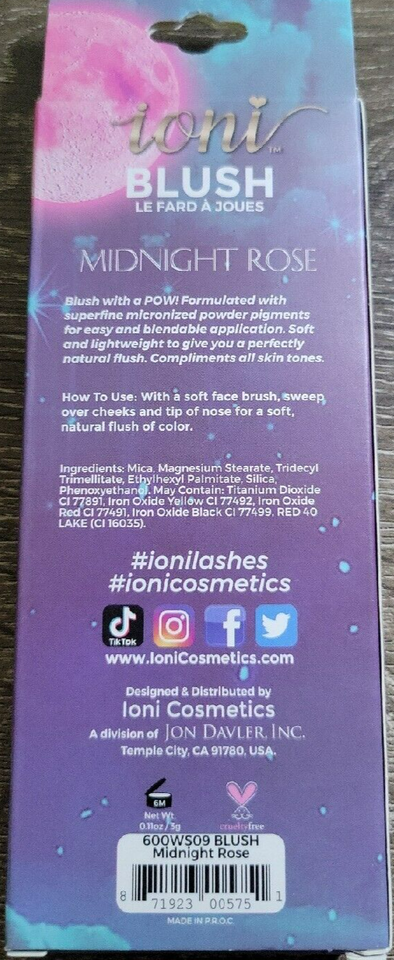 ioni™
BLUSH
LE FARD À JOUES
MIDNIGHT ROSE
Blush with a POW! Formulated with
superfine micronized powder pigments
for easy and blendable application. Soft
and lightweight to give you a perfectly
natural flush. Compliments all skin tones.
How To Use: With a soft face brush, sweep
over cheeks and tip of nose for a soft,
natural flush of color.
Ingredients: Mica, Magnesium Stearate, Tridecyl
Trimellitate, Ethylhexyl Palmitate, Silica,
Phenoxyethanol. May Contain: Titanium Dioxide
CI 77891, Iron Oxide Yellow CI 77492, Iron Oxide
Red CI 77491, Iron Oxide Black CI 77499, RED 40
LAKE (CI 16035).
#ionilashes
#ionicosmetics
TikTok
www.IoniCosmetics.com
Designed & Distributed by
Ioni Cosmetics
A division of JON DAVLER, INC.
Temple City, CA 91780, USA.
6M
Net Wt.
0.11oz / 3g
crueltyfree
600WS09 BLUSH
Midnight Rose
8 71923 00575 1
MADE IN P.R.O.C.